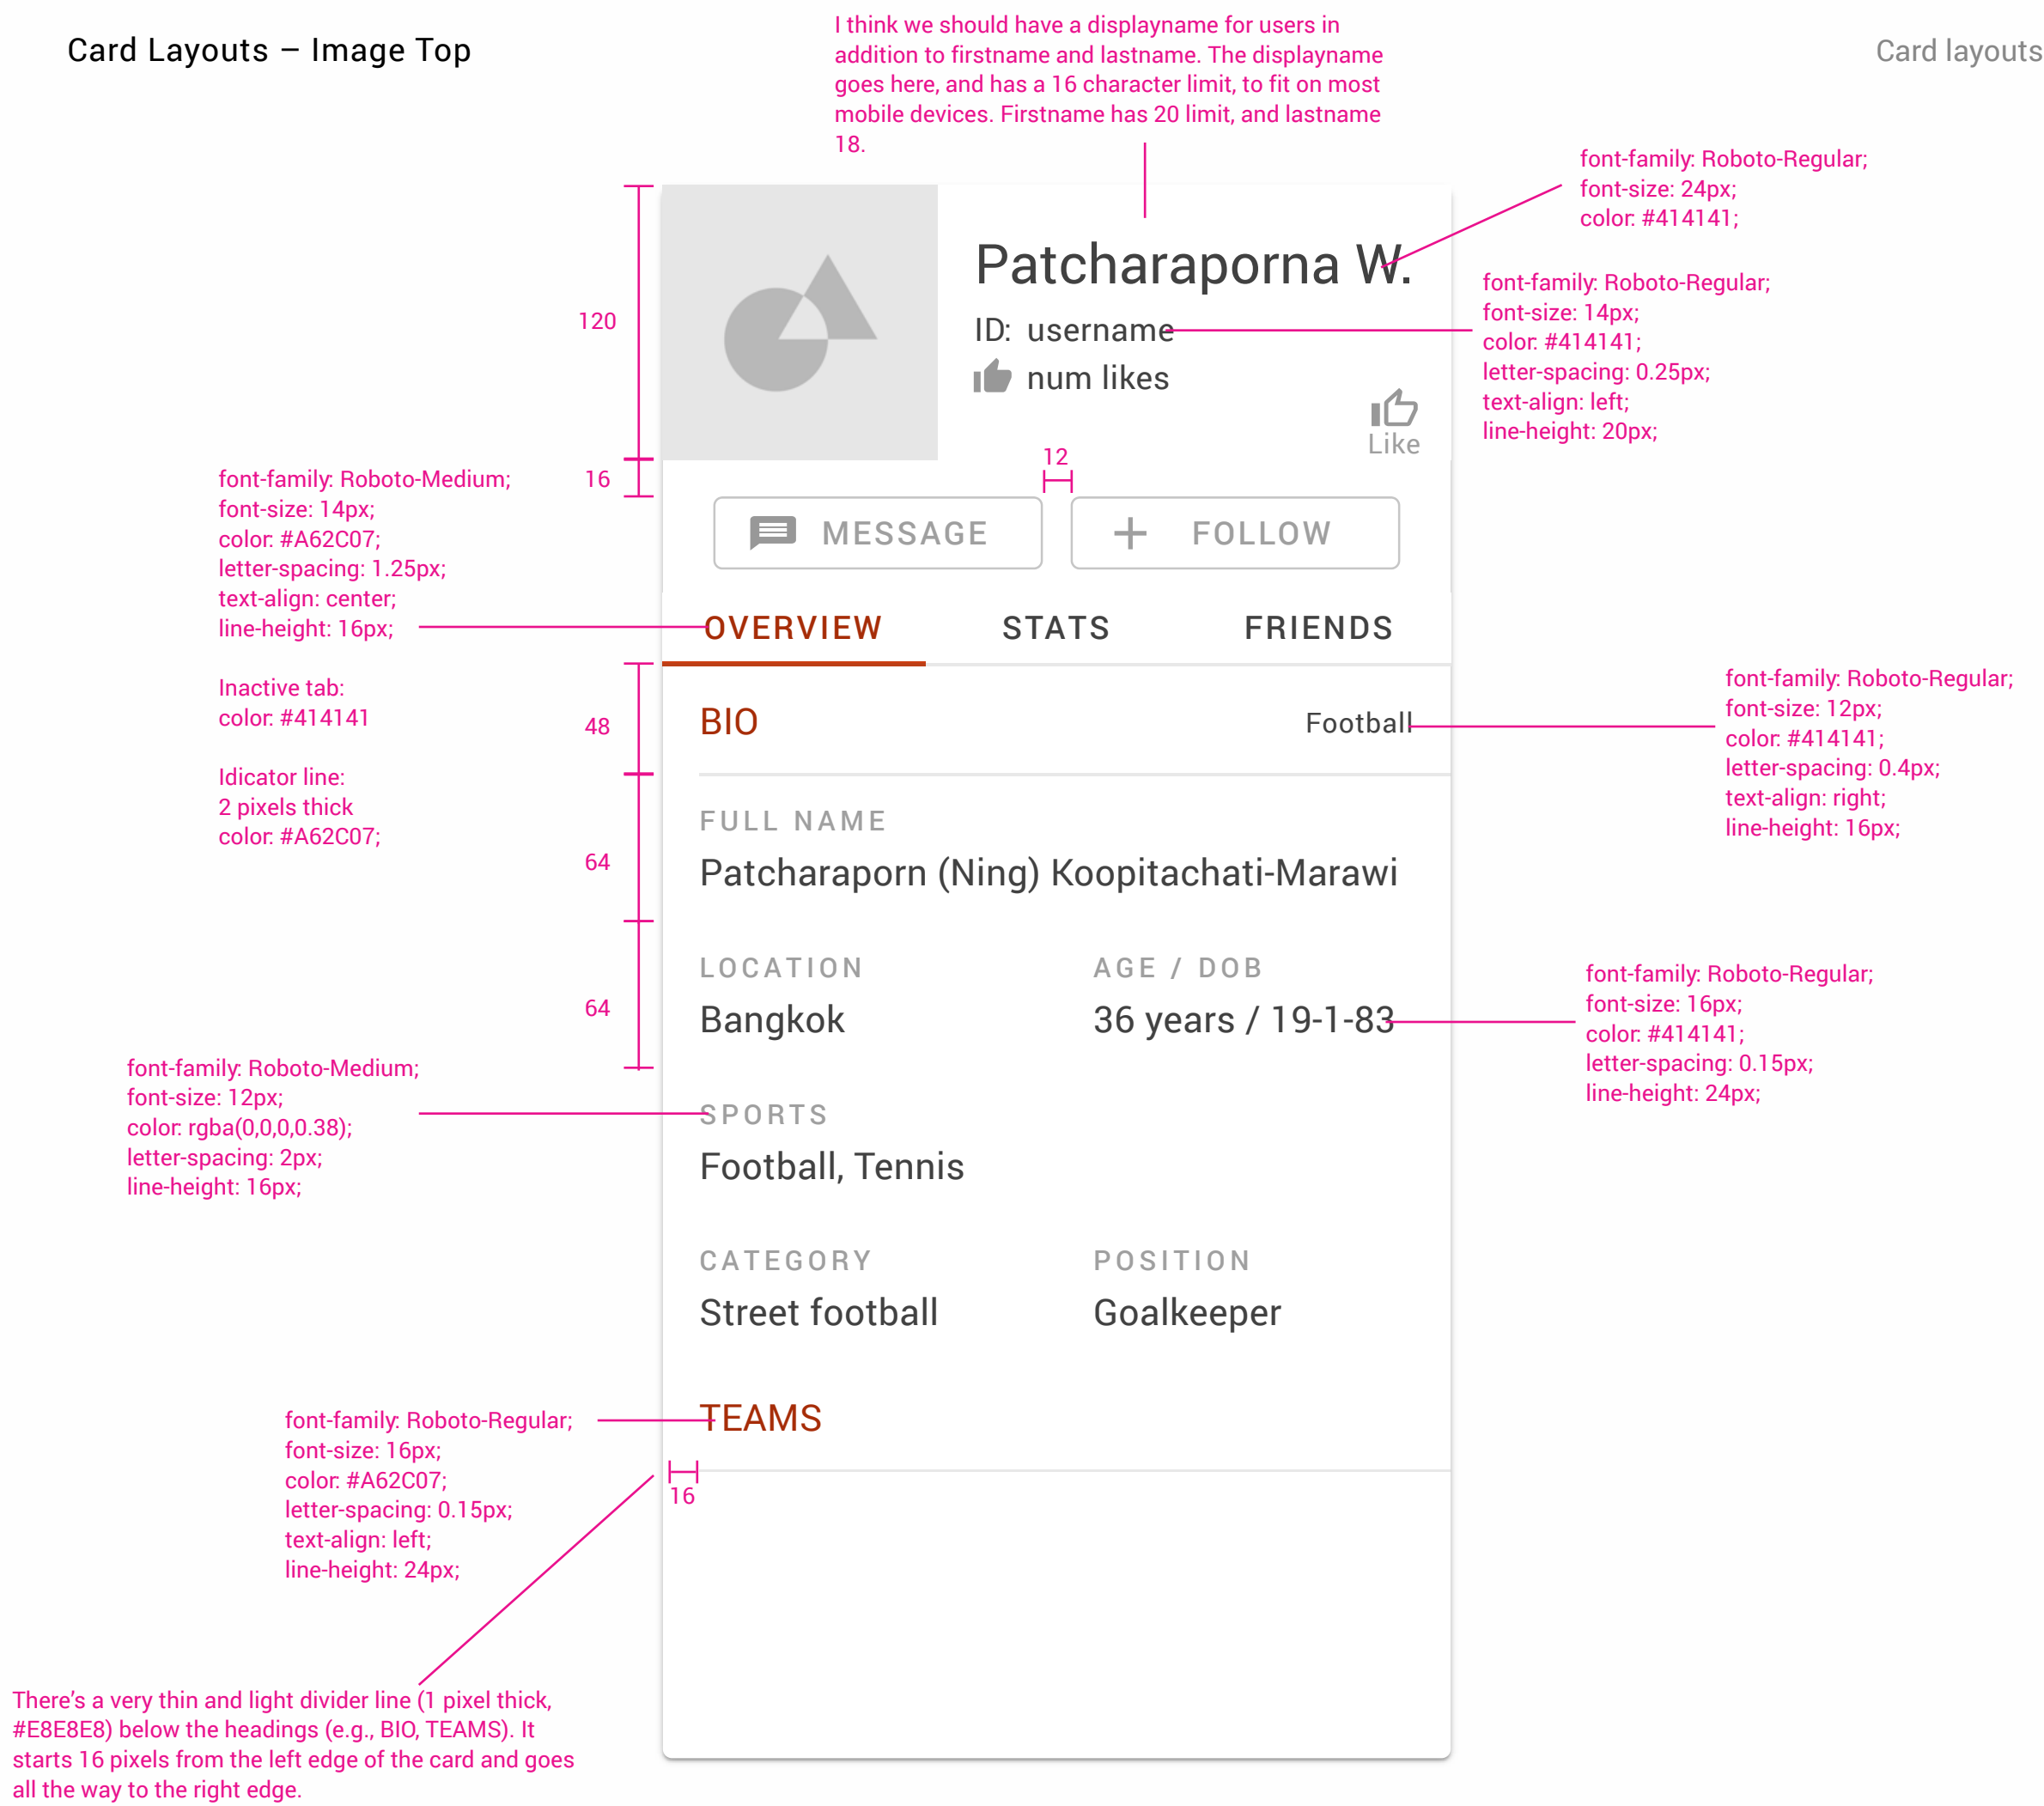 Card Layouts – Image Top
Card layouts
I think we should have a displayname for users in
addition to firstname and lastname. The displayname
goes here, and has a 16 character limit, to fit on most
mobile devices. Firstname has 20 limit, and lastname
18.
font-family: Roboto-Regular;
font-size: 24px;
color: #414141;
Patcharaporna W.
font-family: Roboto-Regular;
font-size: 14px;
color: #414141;
letter-spacing: 0.25px;
text-align: left;
line-height: 20px;
120
ID: username
num likes
Like
12
16
font-family: Roboto-Medium;
font-size: 14px;
color: #A62C07;
letter-spacing: 1.25px;
text-align: center;
line-height: 16px;
MESSAGE
FOLLOW
OVERVIEW
STATS
FRIENDS
Inactive tab:
color: #414141
Idicator line:
2 pixels thick
color: #A62C07;
48
BIO
Football
font-family: Roboto-Regular;
font-size: 12px;
color: #414141;
letter-spacing: 0.4px;
text-align: right;
line-height: 16px;
64
FULL NAME
Patcharaporn (Ning) Koopitachati-Marawi
64
LOCATION
Bangkok
AGE / DOB
36 years / 19-1-83
font-family: Roboto-Regular;
font-size: 16px;
color: #414141;
letter-spacing: 0.15px;
line-height: 24px;
font-family: Roboto-Medium;
font-size: 12px;
color: rgba(0,0,0,0.38);
letter-spacing: 2px;
line-height: 16px;
SPORTS
Football, Tennis
CATEGORY
Street football
POSITION
Goalkeeper
font-family: Roboto-Regular;
font-size: 16px;
color: #A62C07;
letter-spacing: 0.15px;
text-align: left;
line-height: 24px;
TEAMS
16
There’s a very thin and light divider line (1 pixel thick,
#E8E8E8) below the headings (e.g., BIO, TEAMS). It
starts 16 pixels from the left edge of the card and goes
all the way to the right edge.